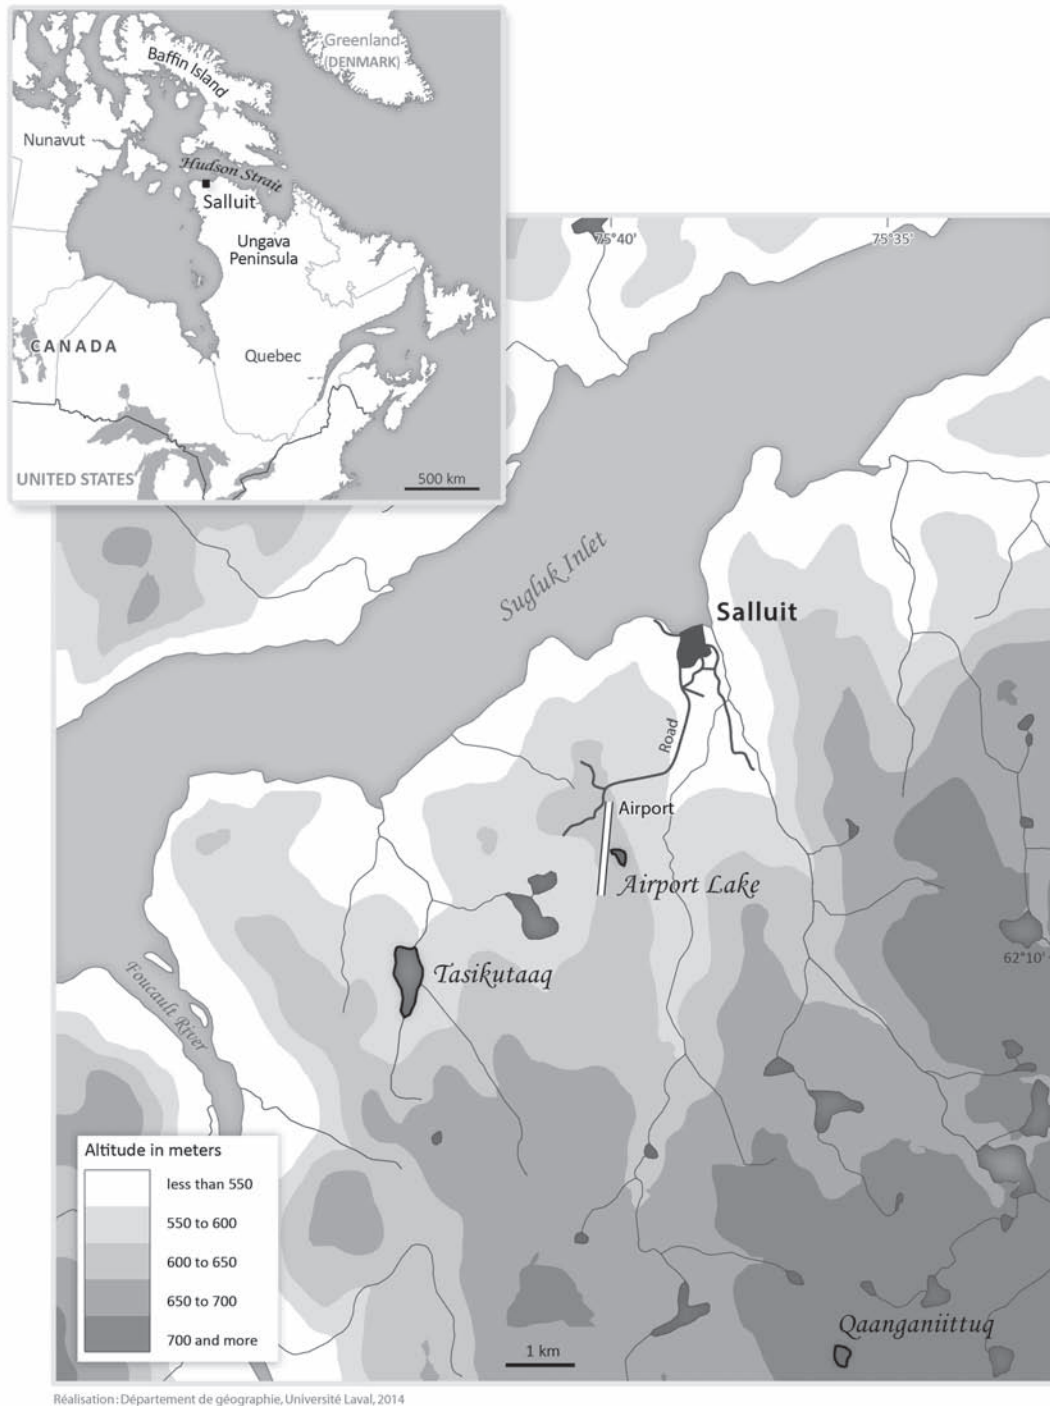 Greenland
(DENMARK)
Baffin Island
Nunavut
Hudson Strait
Salluit
Ungava
Peninsula
CANADA
Quebec
UNITED STATES
500 km
75°40'
75°35'
Sugluk Inlet
Salluit
Road
Airport
Airport Lake
Tasikutaaq
62°10'
Foucault River
Altitude in meters
less than 550
550 to 600
600 to 650
650 to 700
700 and more
1 km
Qaanganiittuq
Réalisation: Département de géographie, Université Laval, 2014